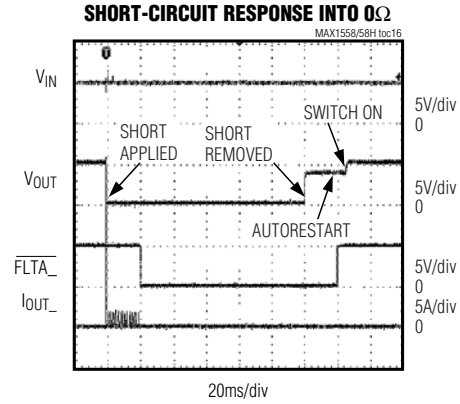 SHORT-CIRCUIT RESPONSE INTO 0Ω
MAX1558/58H toc16
VIN
5V/div
0
SWITCH ON
SHORT
APPLIED
SHORT
REMOVED
VOUT
5V/div
0
AUTORESTART
FLTA_
5V/div
0
IOUT_
5A/div
0
20ms/div